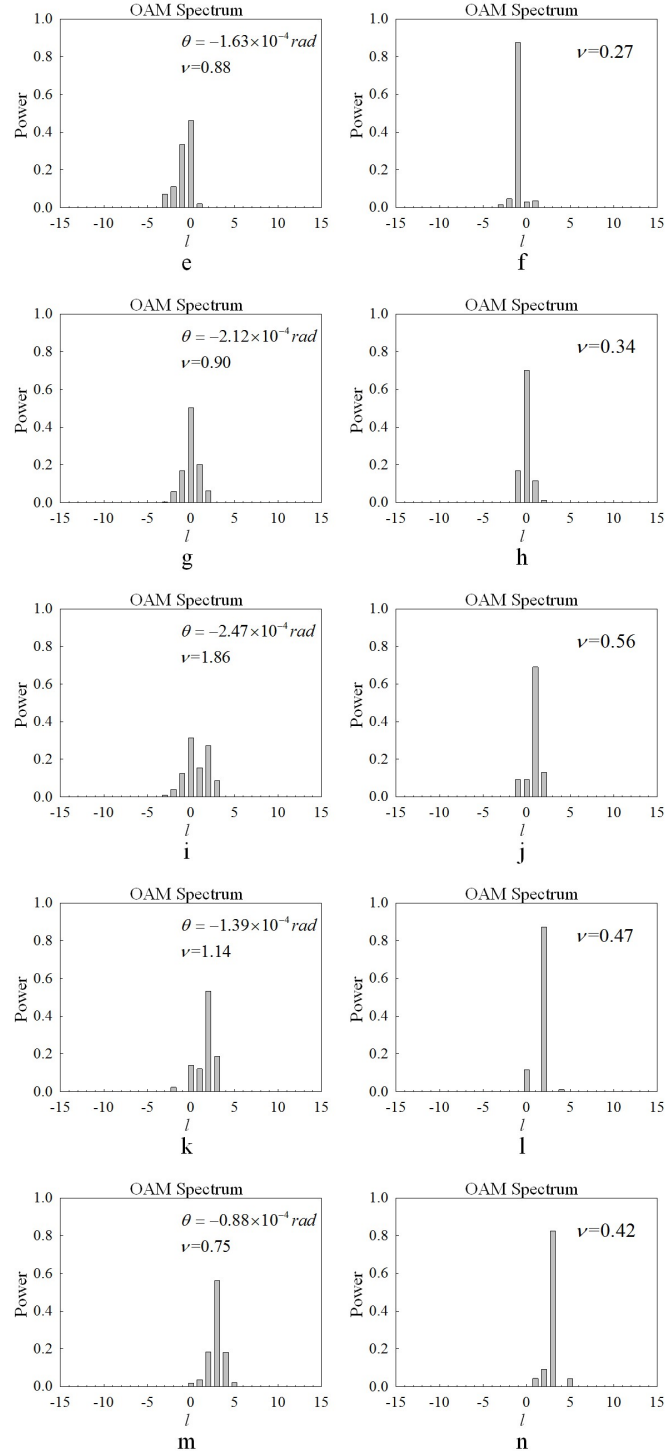 OAM Spectrum
θ = −1.63×10⁻⁴ rad
ν=0.88
Power
1.0
0.8
0.6
0.4
0.2
0.0
-15 -10 -5 0 5 10 15
l
e
OAM Spectrum
ν=0.27
Power
1.0
0.8
0.6
0.4
0.2
0.0
-15 -10 -5 0 5 10 15
l
f
OAM Spectrum
θ = −2.12×10⁻⁴ rad
ν=0.90
Power
1.0
0.8
0.6
0.4
0.2
0.0
-15 -10 -5 0 5 10 15
l
g
OAM Spectrum
ν=0.34
Power
1.0
0.8
0.6
0.4
0.2
0.0
-15 -10 -5 0 5 10 15
l
h
OAM Spectrum
θ = −2.47×10⁻⁴ rad
ν=1.86
Power
1.0
0.8
0.6
0.4
0.2
0.0
-15 -10 -5 0 5 10 15
l
i
OAM Spectrum
ν=0.56
Power
1.0
0.8
0.6
0.4
0.2
0.0
-15 -10 -5 0 5 10 15
l
j
OAM Spectrum
θ = −1.39×10⁻⁴ rad
ν=1.14
Power
1.0
0.8
0.6
0.4
0.2
0.0
-15 -10 -5 0 5 10 15
l
k
OAM Spectrum
ν=0.47
Power
1.0
0.8
0.6
0.4
0.2
0.0
-15 -10 -5 0 5 10 15
l
l
OAM Spectrum
θ = −0.88×10⁻⁴ rad
ν=0.75
Power
1.0
0.8
0.6
0.4
0.2
0.0
-15 -10 -5 0 5 10 15
l
m
OAM Spectrum
ν=0.42
Power
1.0
0.8
0.6
0.4
0.2
0.0
-15 -10 -5 0 5 10 15
l
n